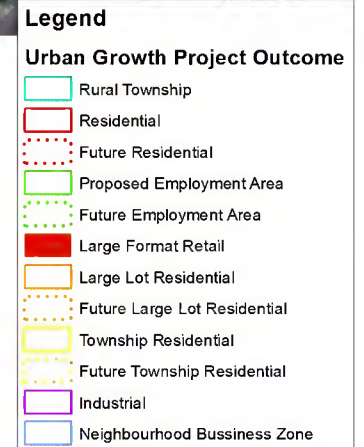 Legend
Urban Growth Project Outcome
Rural Township
Residential
Future Residential
Proposed Employment Area
Future Employment Area
Large Format Retail
Large Lot Residential
Future Large Lot Residential
Township Residential
Future Township Residential
Industrial
Neighbourhood Bussiness Zone